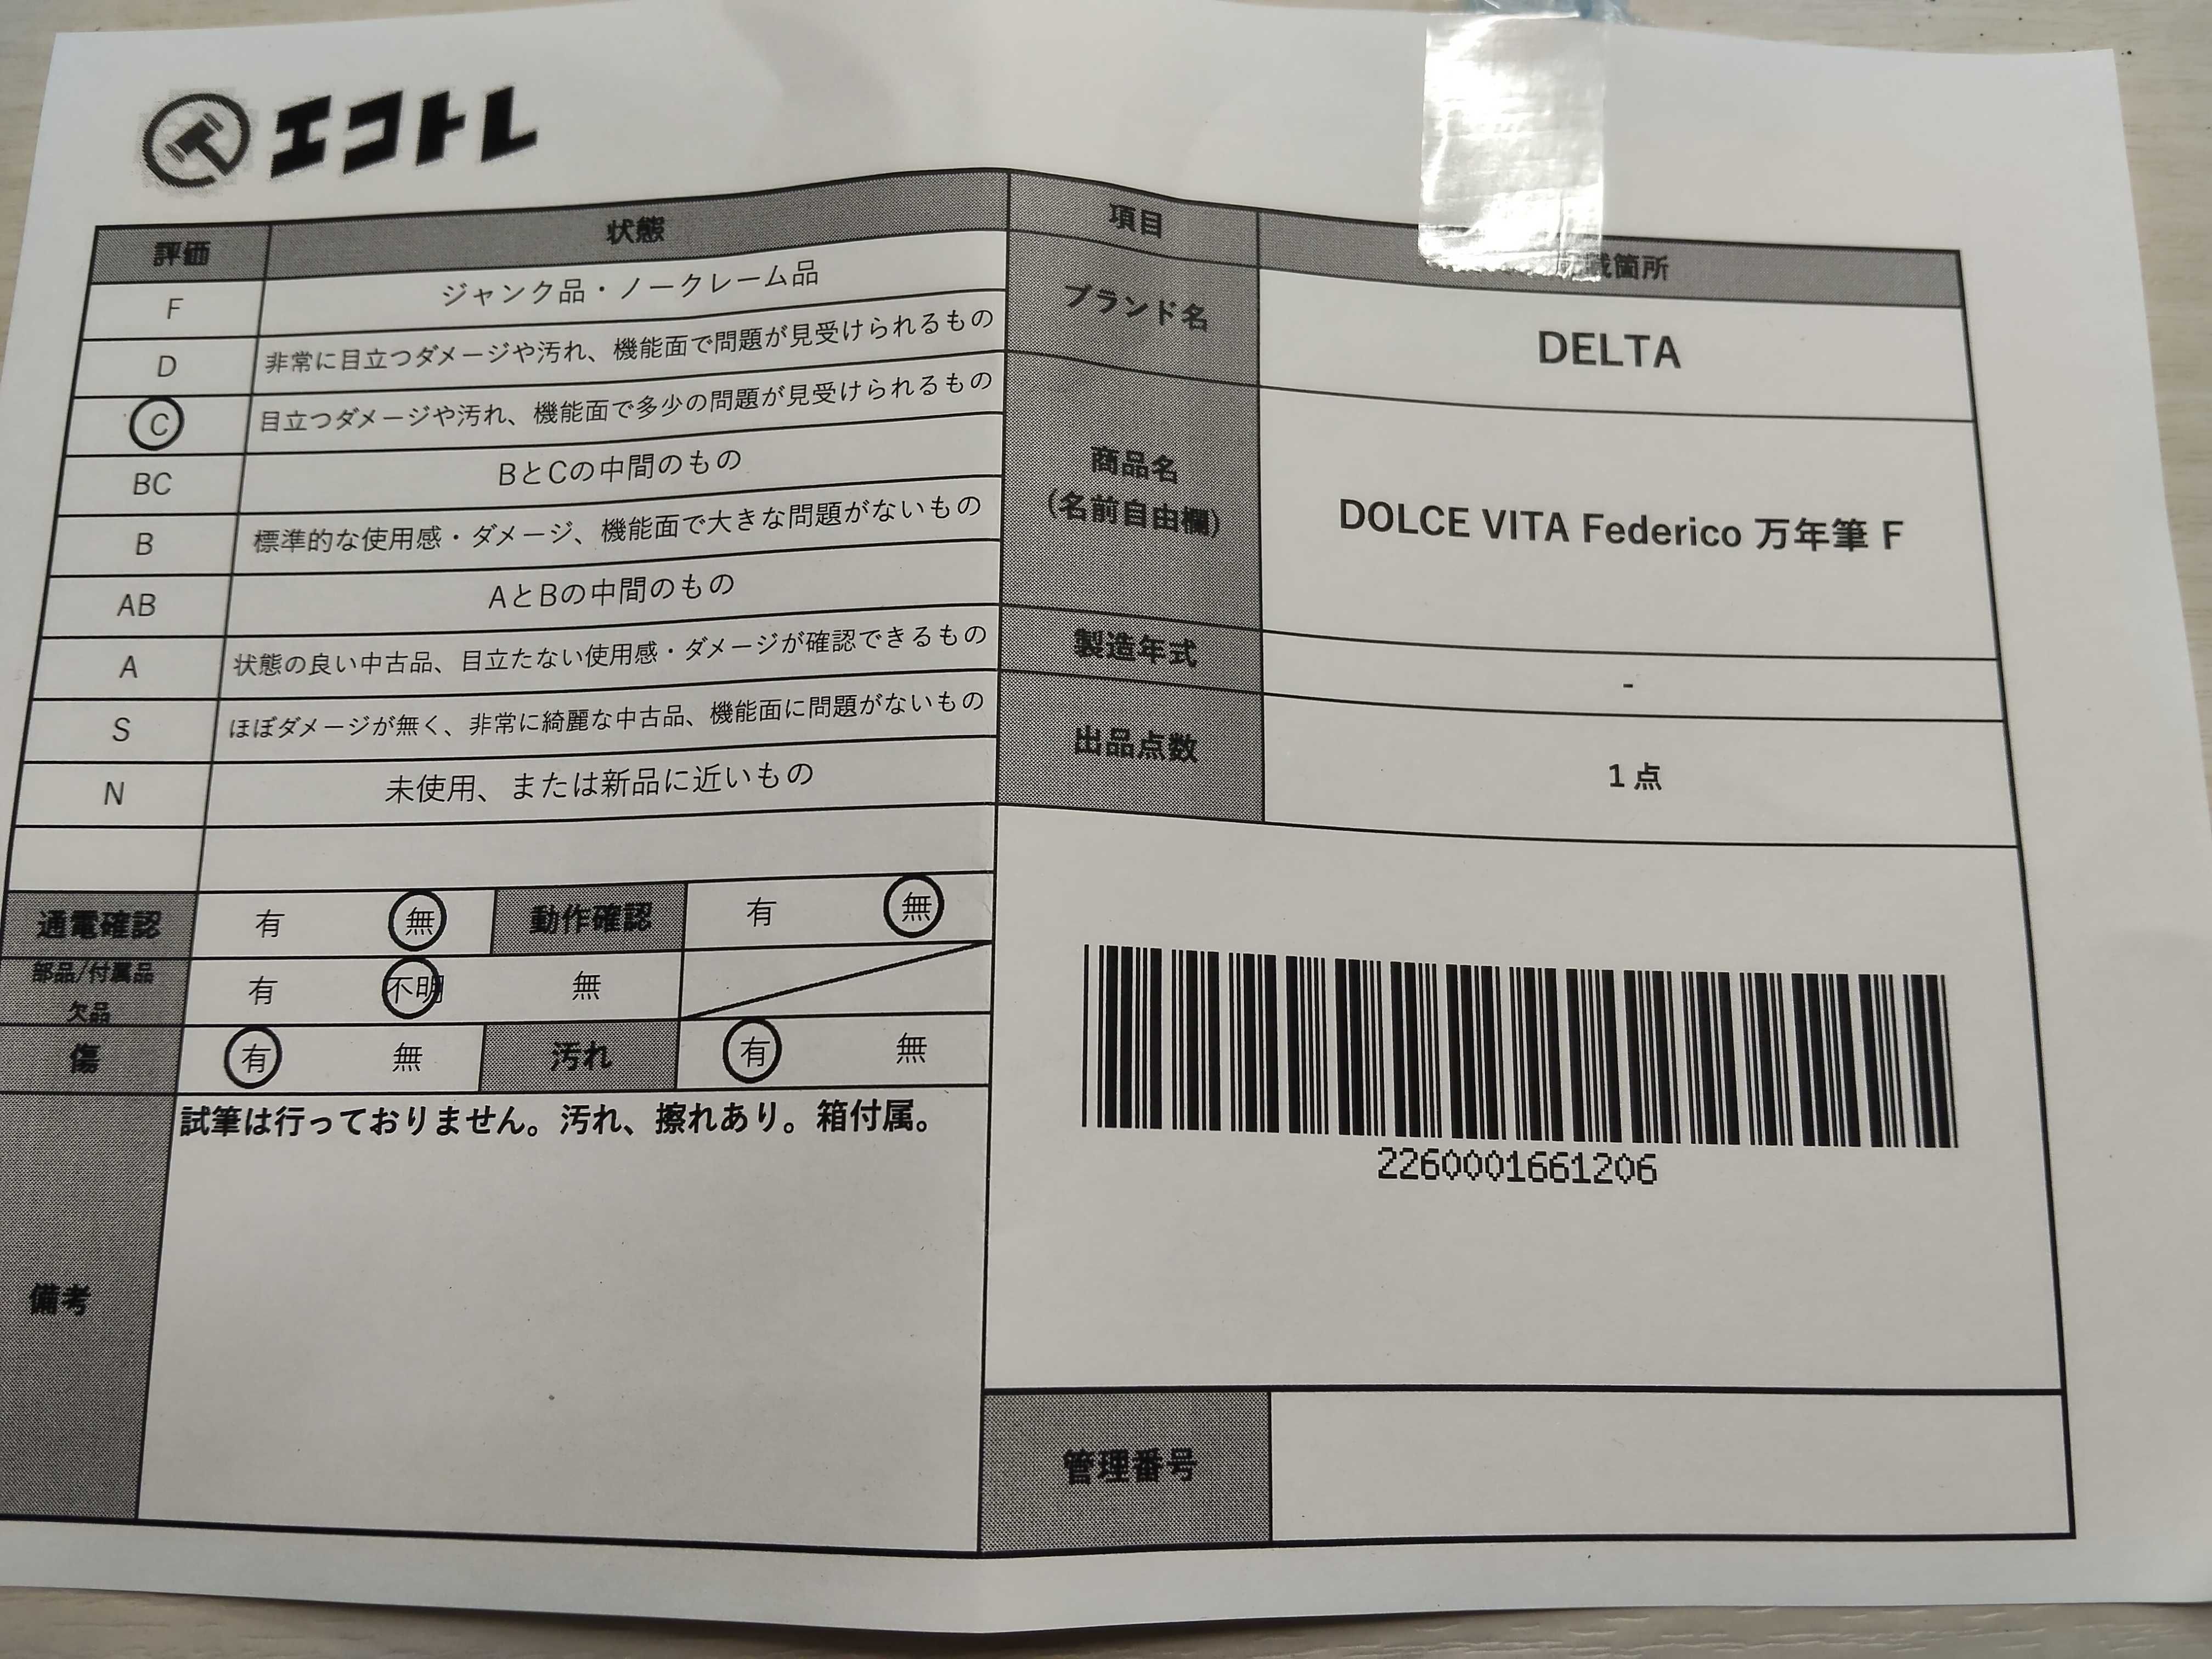 エコトレ
評価 状態
F ジャンク品・ノークレーム品
D 非常に目立つダメージや汚れ、機能面で問題が見受けられるもの
C 目立つダメージや汚れ、機能面で多少の問題が見受けられるもの
BC BとCの中間のもの
B 標準的な使用感・ダメージ、機能面で大きな問題がないもの
AB AとBの中間のもの
A 状態の良い中古品、目立たない使用感・ダメージが確認できるもの
S ほぼダメージが無く、非常に綺麗な中古品、機能面に問題がないもの
N 未使用、または新品に近いもの
通電確認 有 無 動作確認 有 無
部品/付属品
欠品 有 不明 無
傷 有 無 汚れ 有 無
備考 試筆は行っておりません。汚れ、擦れあり。箱付属。
項目 箇所
ブランド名 DELTA
商品名
(名前自由欄) DOLCE VITA Federico 万年筆 F
製造年式 -
出品点数 1 点
2260001661206
管理番号